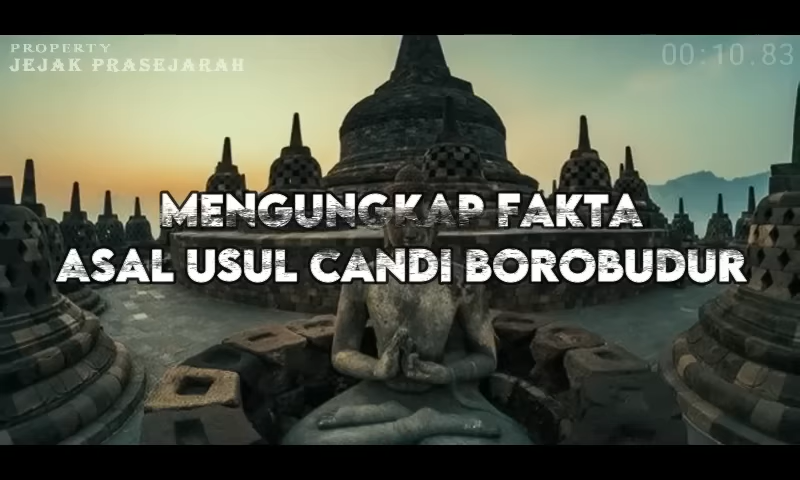 PROPERTY
JEJAK PRASEJARAH
00:10.83
MENGUNGKAP FAKTA
ASAL USUL CANDI BOROBUDUR